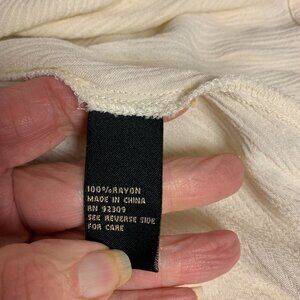 100%RAYON
MADE IN CHINA
RN 92309
SEE REVERSE SIDE
FOR CARE